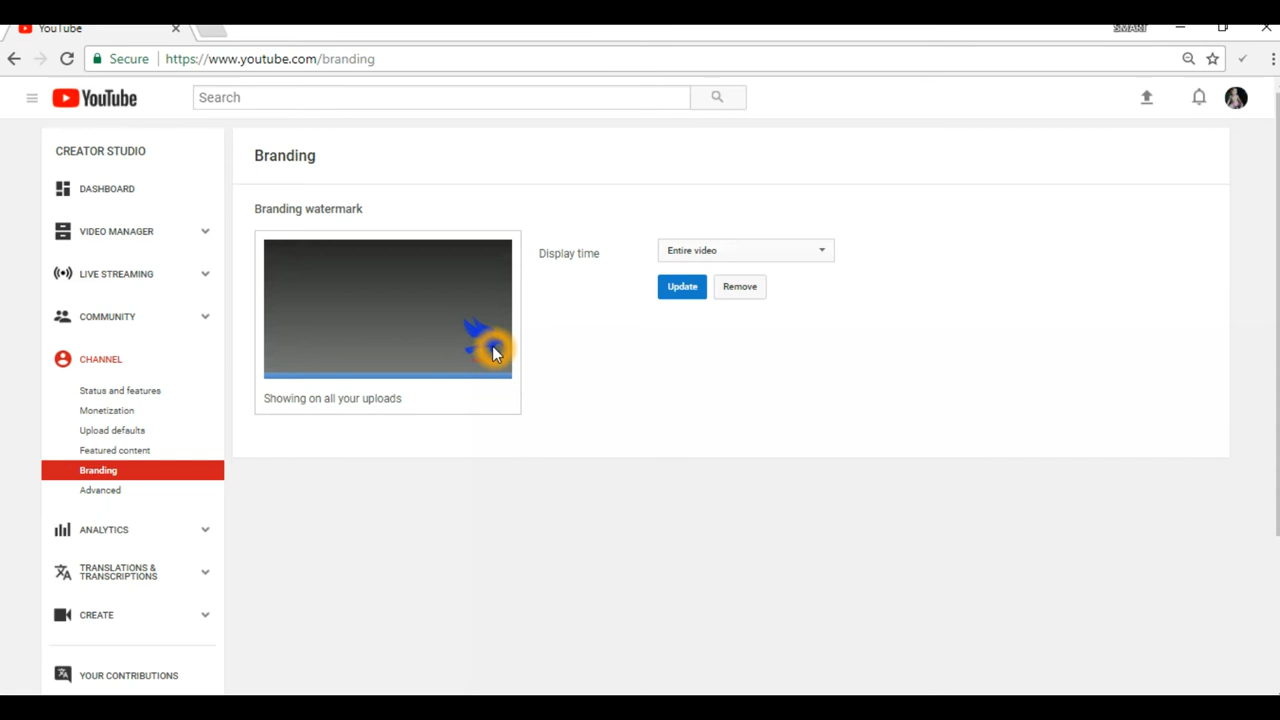 YouTube
SMART
Secure https://www.youtube.com/branding
YouTube
Search
CREATOR STUDIO
DASHBOARD
VIDEO MANAGER
LIVE STREAMING
COMMUNITY
CHANNEL
Status and features
Monetization
Upload defaults
Featured content
Branding
Advanced
ANALYTICS
TRANSLATIONS &
TRANSCRIPTIONS
CREATE
YOUR CONTRIBUTIONS
Branding
Branding watermark
Showing on all your uploads
Display time
Entire video
Update Remove